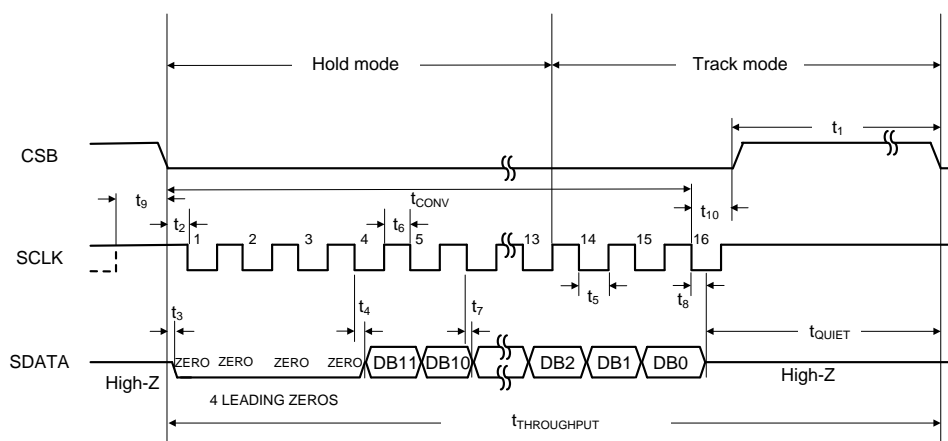 Hold mode Track mode
t1
CSB
tCONV
t9 t10
t2 t6
1 2 3 4 5 13 14 15 16
SCLK
t3 t4 t7 t5 t8
tQUIET
SDATA ZERO ZERO ZERO ZERO DB11 DB10 DB2 DB1 DB0
High-Z High-Z
4 LEADING ZEROS
tTHROUGHPUT